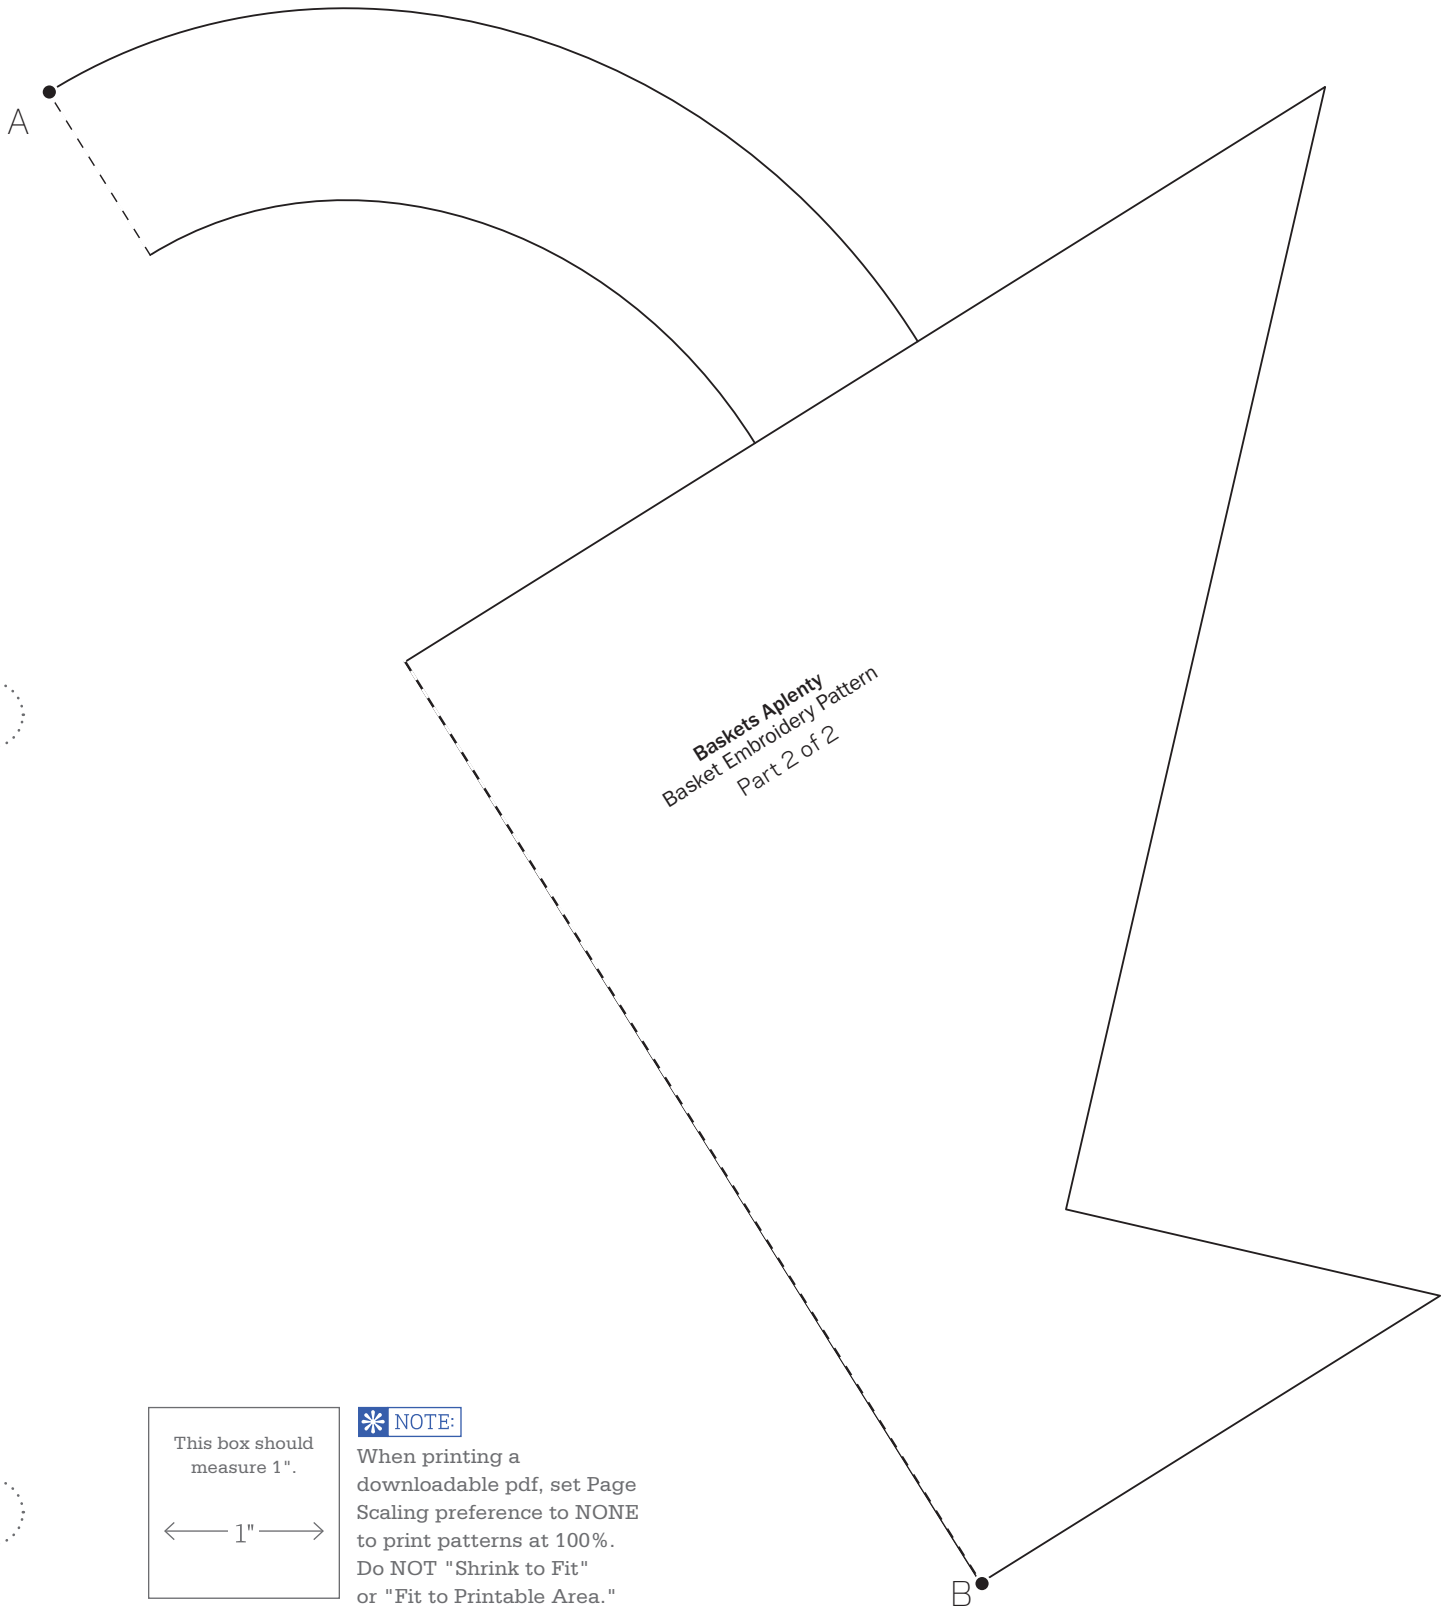 A
Baskets Aplenty
Basket Embroidery Pattern
Part 2 of 2
This box should
measure 1".
1"
NOTE:
When printing a
downloadable pdf, set Page
Scaling preference to NONE
to print patterns at 100%.
Do NOT "Shrink to Fit"
or "Fit to Printable Area."
B